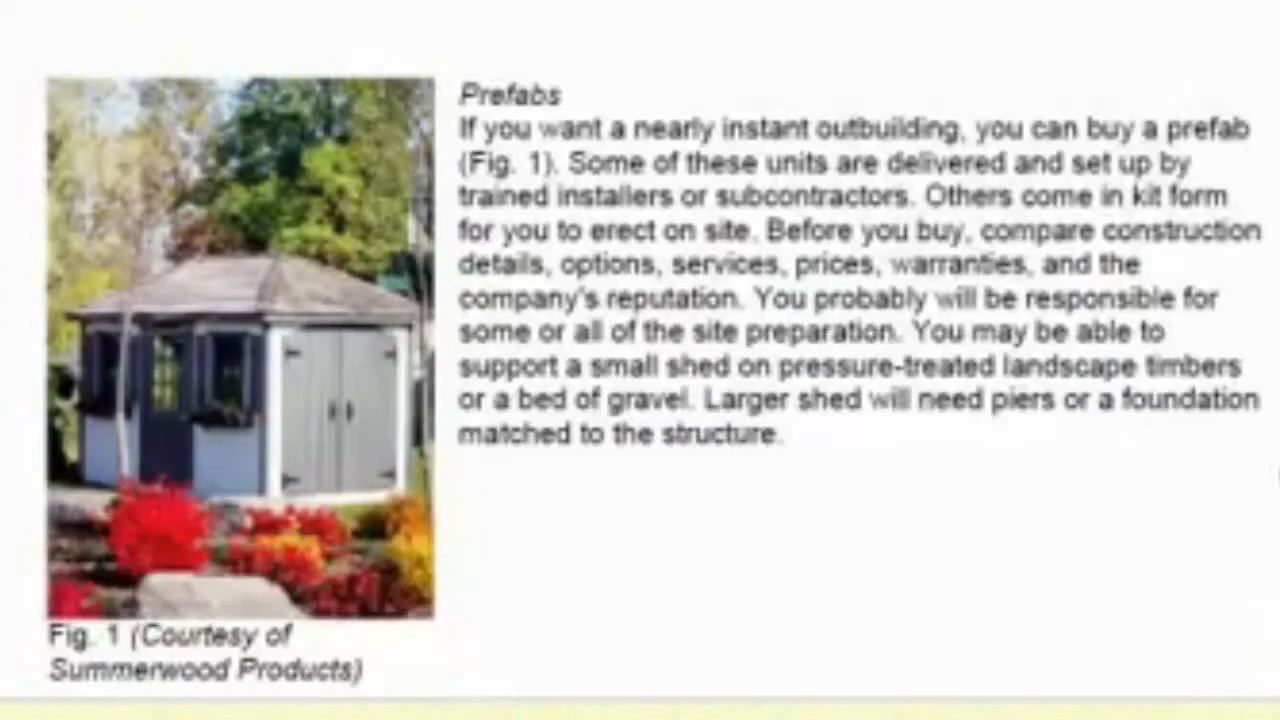 Prefabs
If you want a nearly instant outbuilding, you can buy a prefab
(Fig. 1). Some of these units are delivered and set up by
trained installers or subcontractors. Others come in kit form
for you to erect on site. Before you buy, compare construction
details, options, services, prices, warranties, and the
company's reputation. You probably will be responsible for
some or all of the site preparation. You may be able to
support a small shed on pressure-treated landscape timbers
or a bed of gravel. Larger shed will need piers or a foundation
matched to the structure.
Fig. 1 (Courtesy of
Summerwood Products)